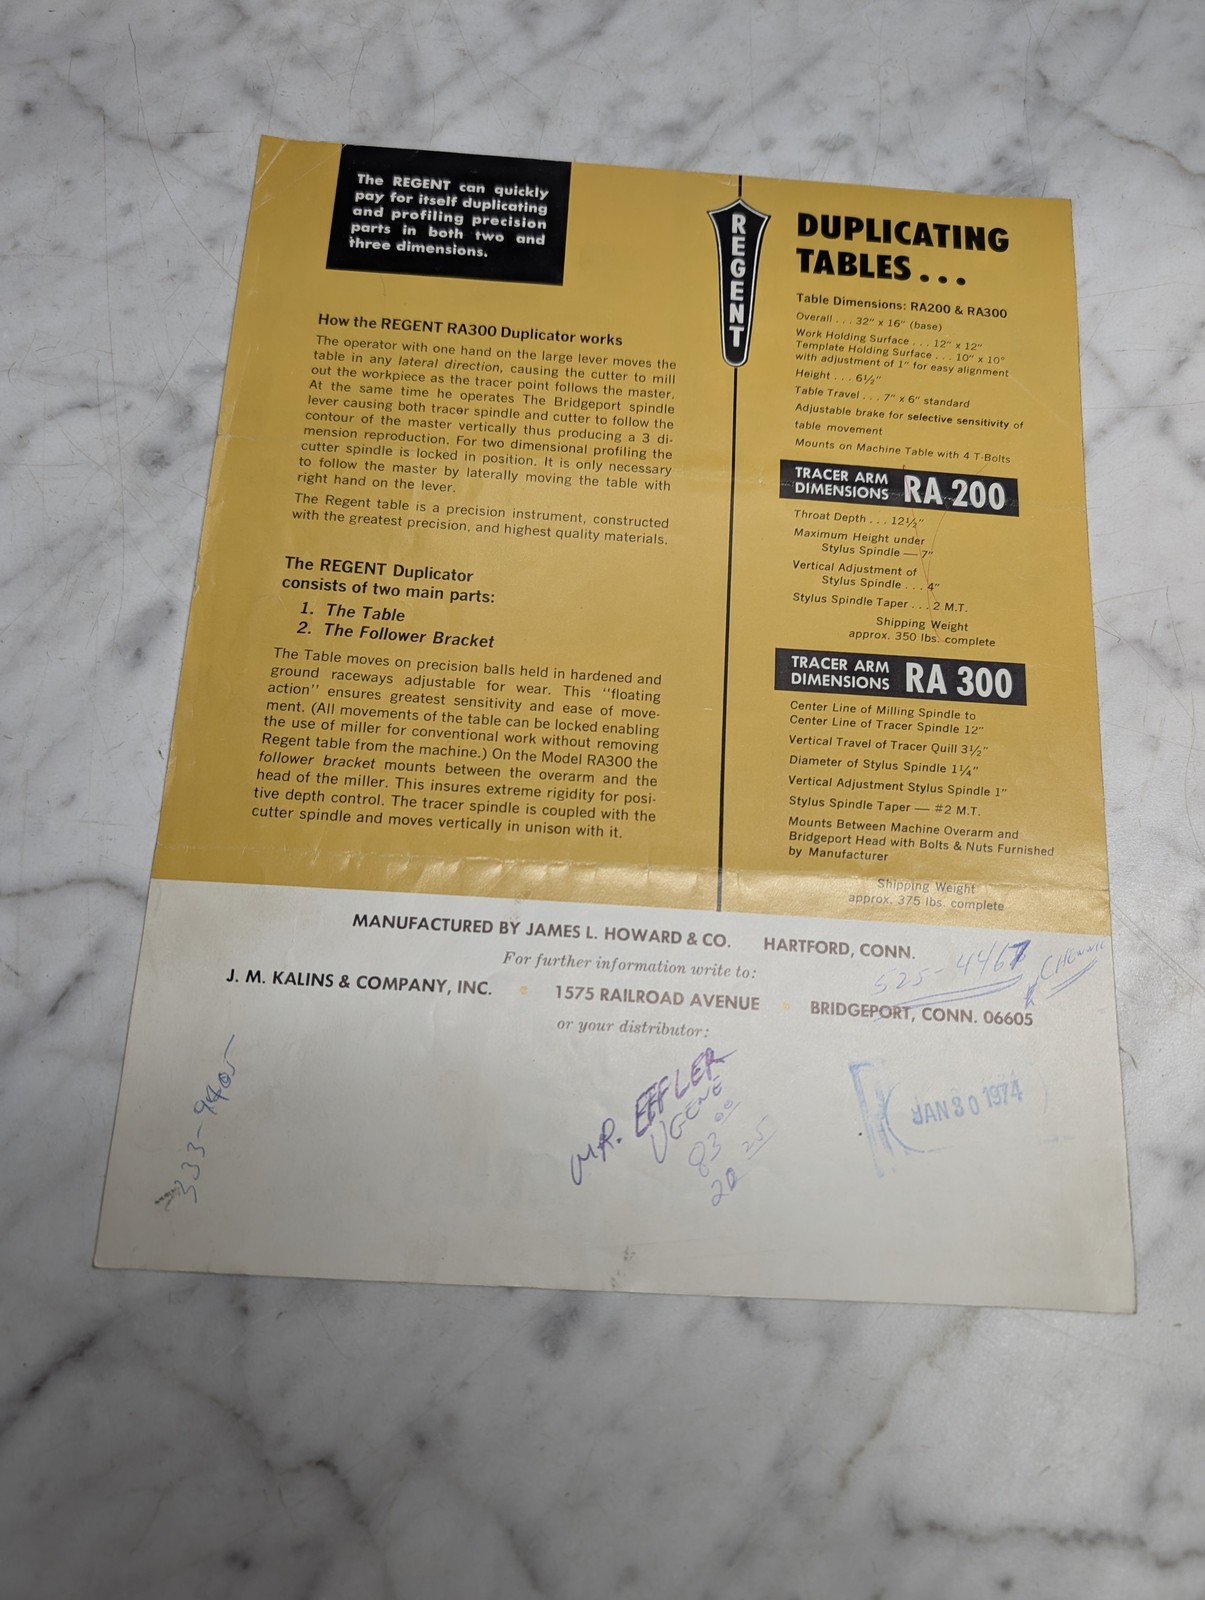 The REGENT can quickly
pay for itself duplicating
and profiling precision
parts in both two and
three dimensions.
How the REGENT RA300 Duplicator works
The operator with one hand on the large lever moves the
table in any lateral direction, causing the cutter to mill
out the workpiece as the tracer point follows the master.
At the same time he operates The Bridgeport spindle
lever causing both tracer spindle and cutter to follow the
contour of the master vertically thus producing a 3 di-
mension reproduction. For two dimensional profiling the
cutter spindle is locked in position. It is only necessary
to follow the master by laterally moving the table with
right hand on the lever.
The Regent table is a precision instrument, constructed
with the greatest precision, and highest quality materials.
The REGENT Duplicator
consists of two main parts:
1. The Table
2. The Follower Bracket
The Table moves on precision balls held in hardened and
ground raceways adjustable for wear. This "floating
action" ensures greatest sensitivity and ease of move-
ment. (All movements of the table can be locked enabling
the use of miller for conventional work without removing
Regent table from the machine.) On the Model RA300 the
follower bracket mounts between the overarm and the
head of the miller. This insures extreme rigidity for posi-
tive depth control. The tracer spindle is coupled with the
cutter spindle and moves vertically in unison with it.
REGENT
DUPLICATING
TABLES...
Table Dimensions: RA200 & RA300
Overall . . . 32" x 16" (base)
Work Holding Surface . . . 12" x 12"
Template Holding Surface . . . 10" x 10"
with adjustment of 1" for easy alignment
Height . . . 6½"
Table Travel . . . 7" x 6" standard
Adjustable brake for selective sensitivity of
table movement
Mounts on Machine Table with 4 T-Bolts
TRACER ARM
DIMENSIONS RA 200
Throat Depth . . . 12½"
Maximum Height under
Stylus Spindle — 7"
Vertical Adjustment of
Stylus Spindle . . . 4"
Stylus Spindle Taper . . . 2 M.T.
Shipping Weight
approx. 350 lbs. complete
TRACER ARM
DIMENSIONS RA 300
Center Line of Milling Spindle to
Center Line of Tracer Spindle 12"
Vertical Travel of Tracer Quill 3½"
Diameter of Stylus Spindle 1¼"
Vertical Adjustment Stylus Spindle 1"
Stylus Spindle Taper — #2 M.T.
Mounts Between Machine Overarm and
Bridgeport Head with Bolts & Nuts Furnished
by Manufacturer
Shipping Weight
approx. 375 lbs. complete
MANUFACTURED BY JAMES L. HOWARD & CO. HARTFORD, CONN.
For further information write to:
525-4467
J. M. KALINS & COMPANY, INC. 1575 RAILROAD AVENUE BRIDGEPORT, CONN. 06605
or your distributor:
333-9405
MR. EFFLER
UGENE
83 00
20 25
JAN 30 1974